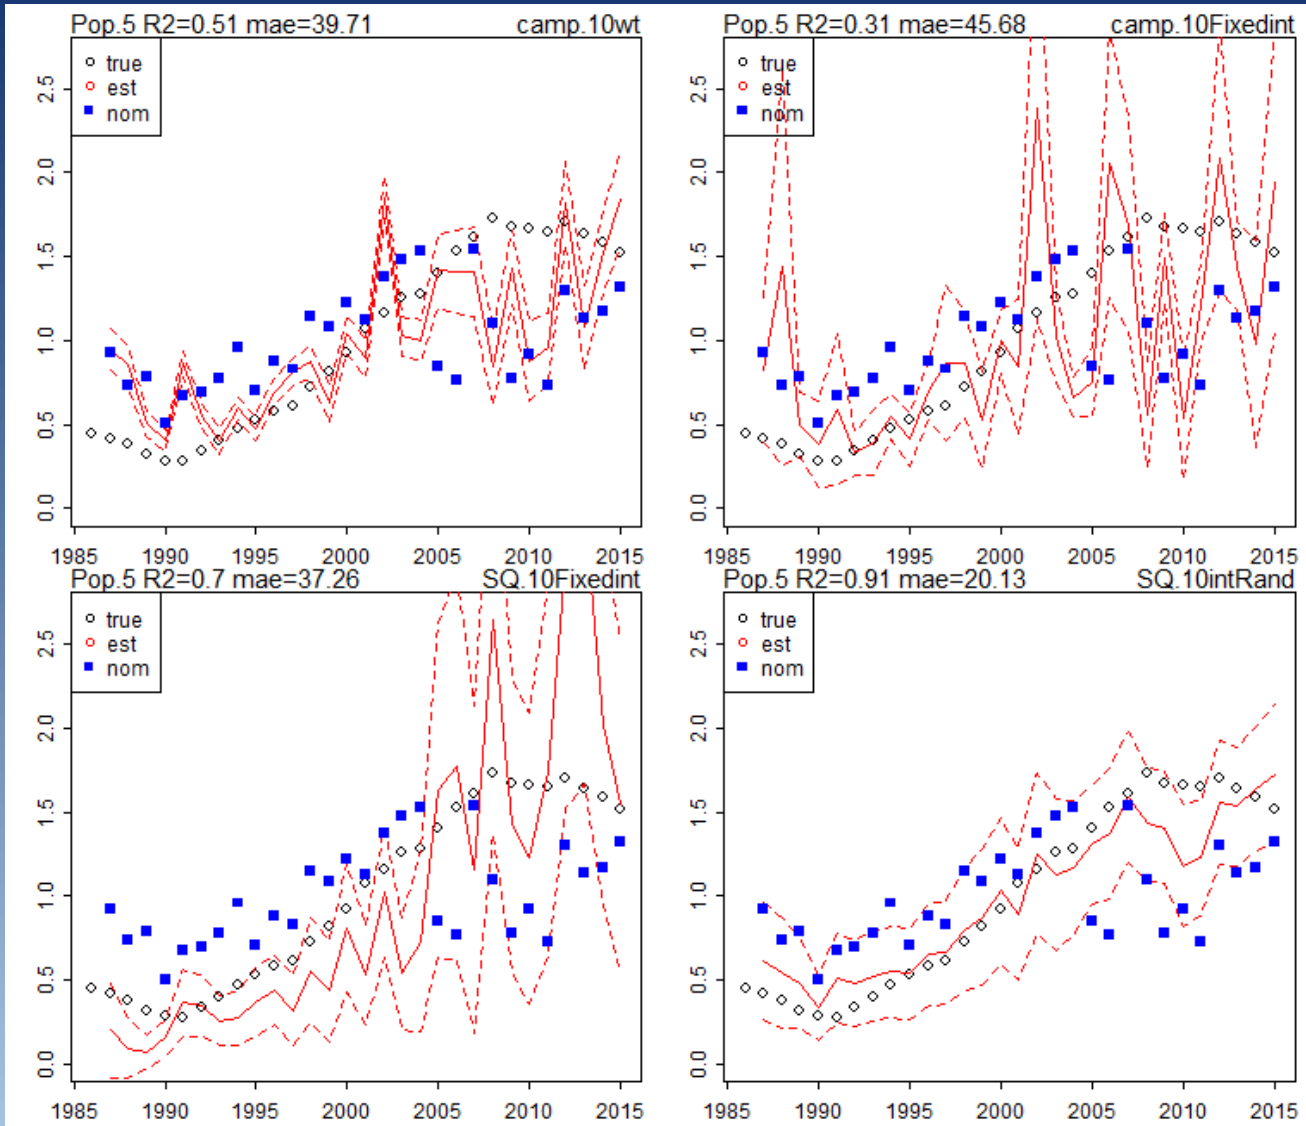 Pop.5 R2=0.51 mae=39.71 camp.10wt
true
est
nom
2.5
2.0
1.5
1.0
0.5
0.0
1985 1990 1995 2000 2005 2010 2015
Pop.5 R2=0.31 mae=45.68 camp.10Fixedint
true
est
nom
2.5
2.0
1.5
1.0
0.5
0.0
1985 1990 1995 2000 2005 2010 2015
Pop.5 R2=0.7 mae=37.26 SQ.10Fixedint
true
est
nom
2.5
2.0
1.5
1.0
0.5
0.0
1985 1990 1995 2000 2005 2010 2015
Pop.5 R2=0.91 mae=20.13 SQ.10intRand
true
est
nom
2.5
2.0
1.5
1.0
0.5
0.0
1985 1990 1995 2000 2005 2010 2015